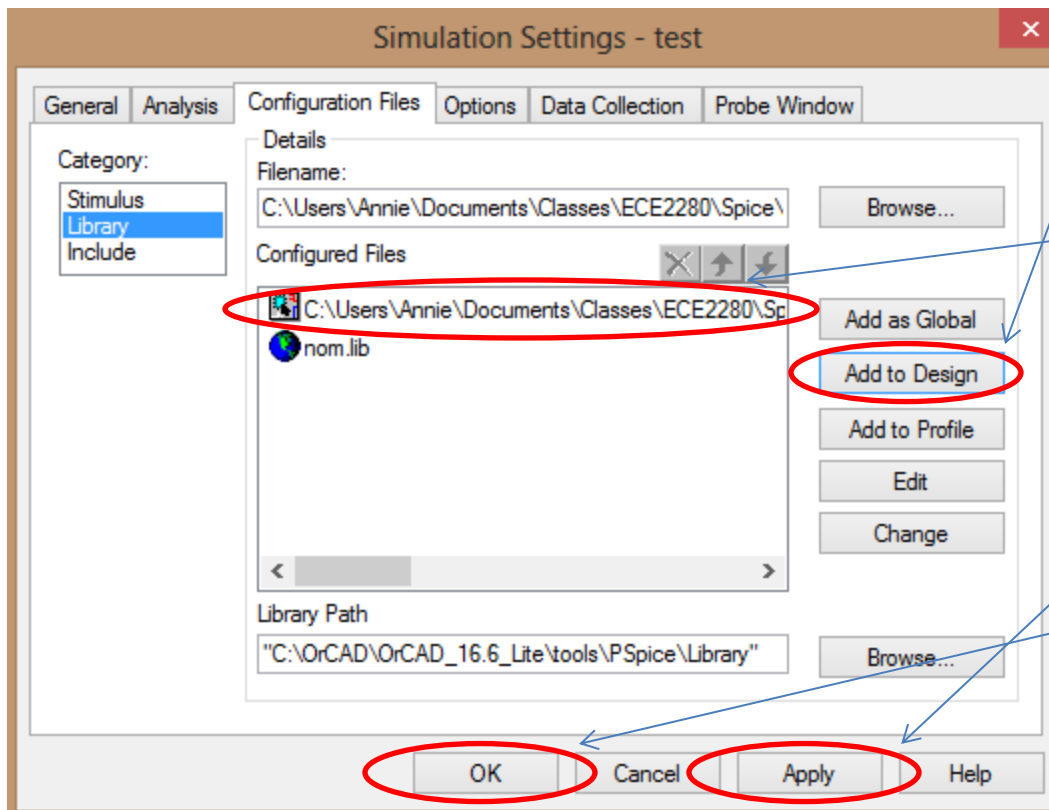 Simulation Settings - test
×
General Analysis Configuration Files Options Data Collection Probe Window
Category:
Stimulus
Library
Include
Details
Filename:
C:\Users\Annie\Documents\Classes\ECE2280\Spice\
Browse...
Configured Files
C:\Users\Annie\Documents\Classes\ECE2280\Sp
nom.lib
Add as Global
Add to Design
Add to Profile
Edit
Change
Library Path
"C:\OrCAD\OrCAD_16.6_Lite\tools\PSpice\Library"
Browse...
OK Cancel Apply Help